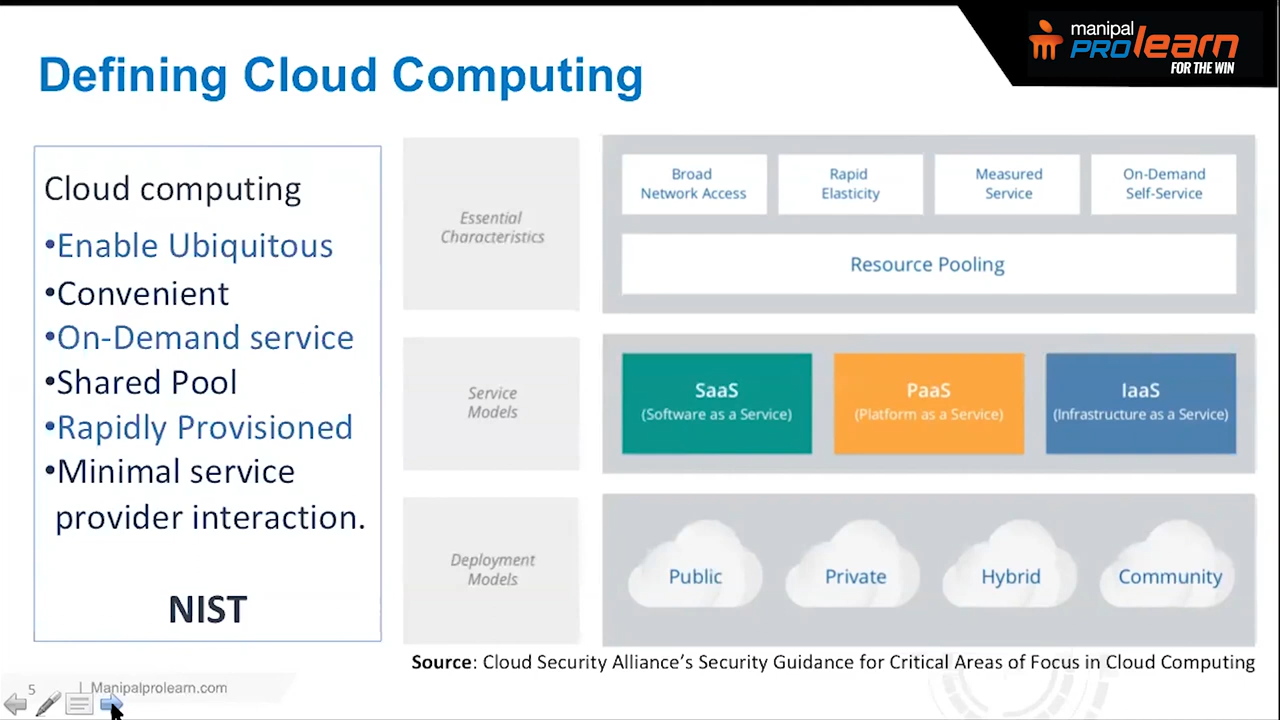 manipal
PROlearn
FOR THE WIN
Defining Cloud Computing
Cloud computing
•Enable Ubiquitous
•Convenient
•On-Demand service
•Shared Pool
•Rapidly Provisioned
•Minimal service
provider interaction.
NIST
Essential
Characteristics
Broad
Network Access
Rapid
Elasticity
Measured
Service
On-Demand
Self-Service
Resource Pooling
Service
Models
SaaS
(Software as a Service)
PaaS
(Platform as a Service)
IaaS
(Infrastructure as a Service)
Deployment
Models
Public
Private
Hybrid
Community
Source: Cloud Security Alliance’s Security Guidance for Critical Areas of Focus in Cloud Computing
5 | Manipalprolearn.com